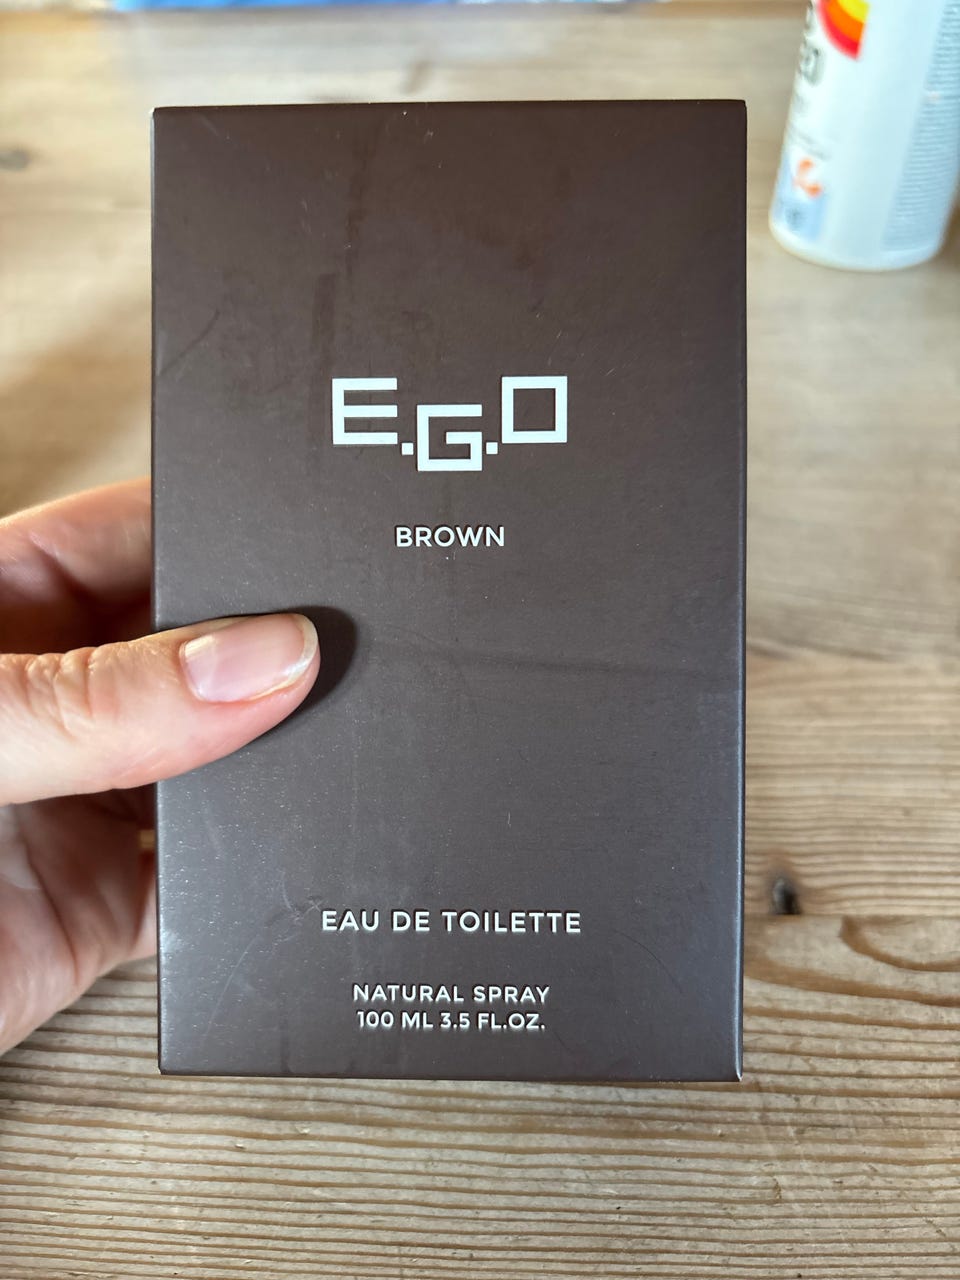 E.G.O
BROWN
EAU DE TOILETTE
NATURAL SPRAY
100 ML 3.5 FL.OZ.